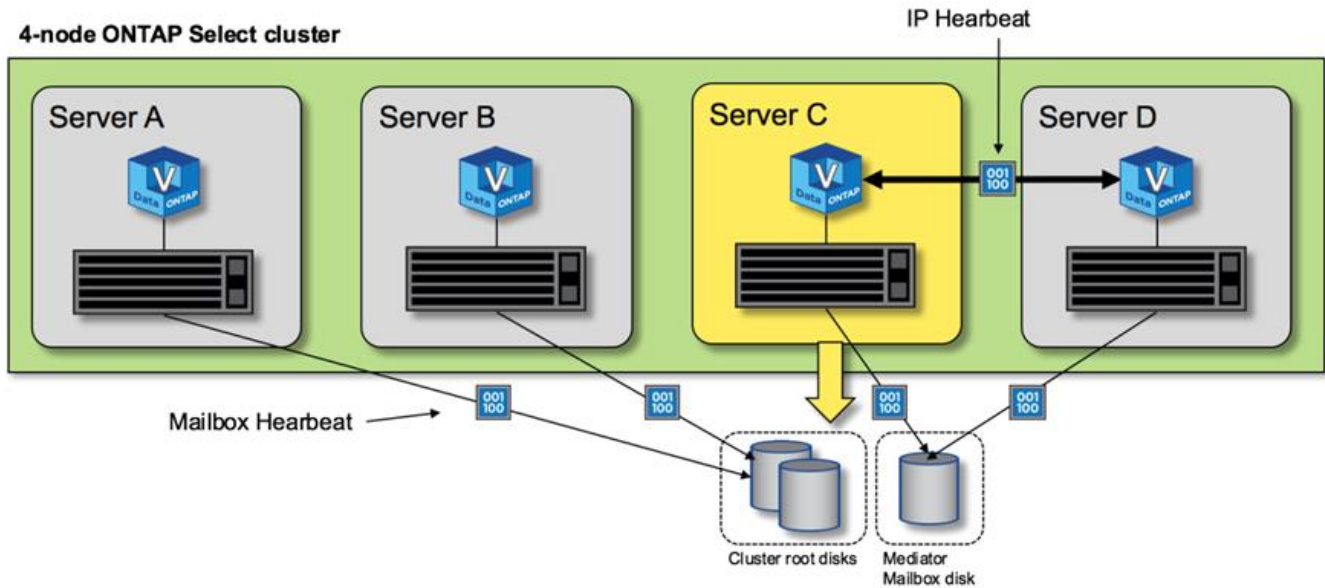 IP Hearbeat
4-node ONTAP Select cluster
Server A
Server B
Server C
Server D
V
Data ONTAP
V
Data ONTAP
V
Data ONTAP
V
Data ONTAP
001
100
001
100
001
100
001
100
001
100
Mailbox Hearbeat
Cluster root disks
Mediator
Mailbox disk